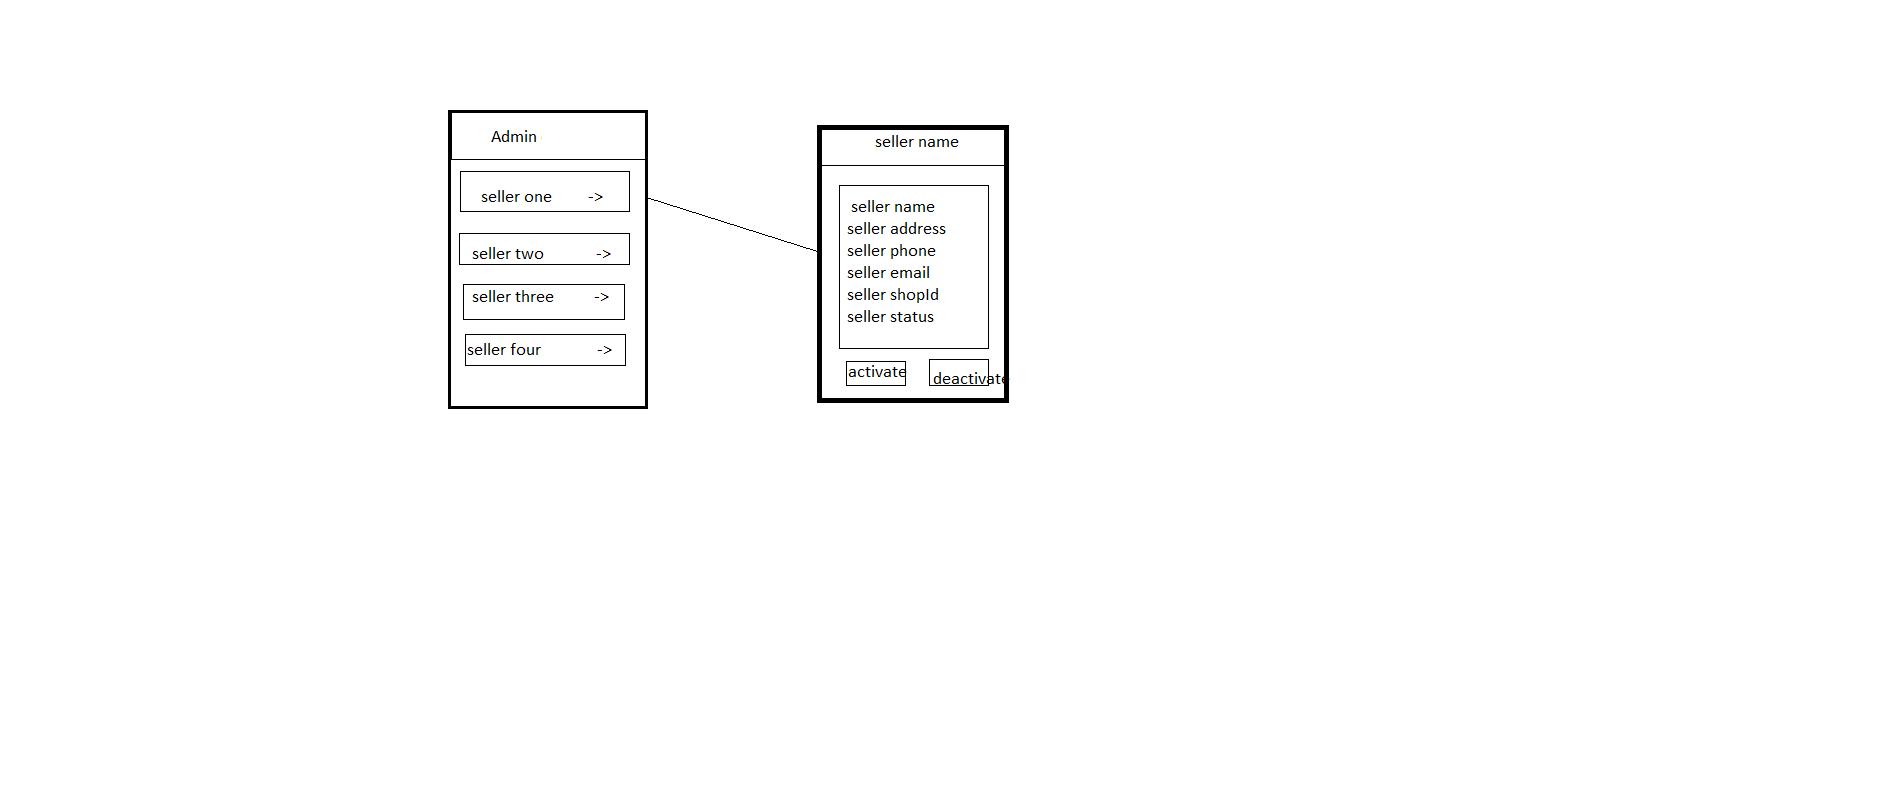 Admin
seller one ->
seller two ->
seller three ->
seller four ->
seller name
seller name
seller address
seller phone
seller email
seller shopId
seller status
activate
deactivate